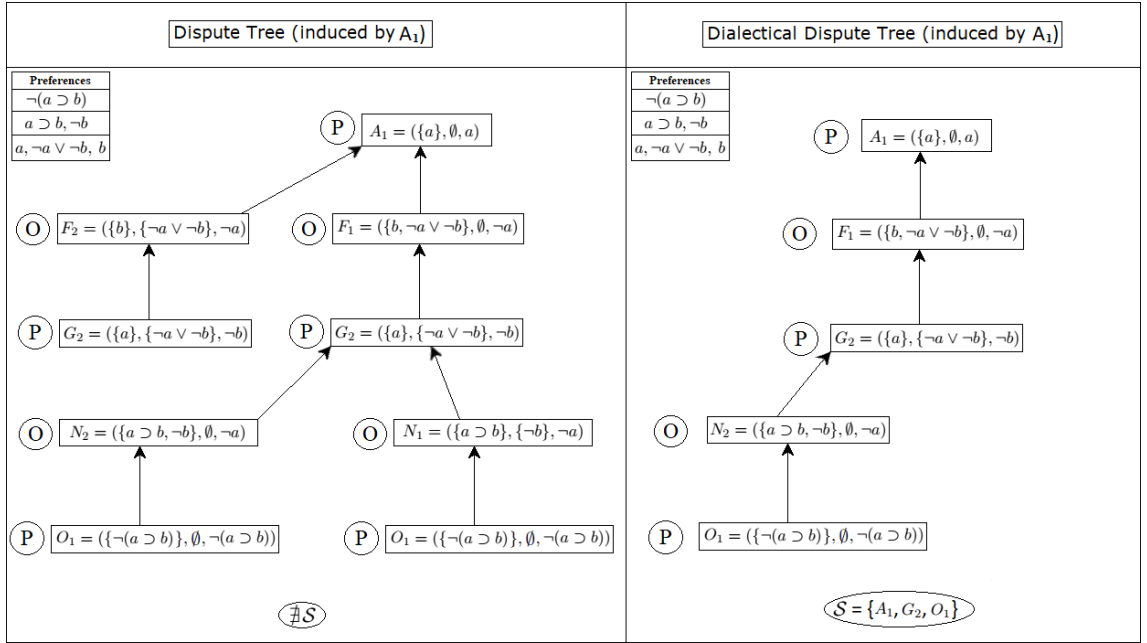 Dispute Tree (induced by A₁)
Preferences
¬(a ⊃ b)
a ⊃ b, ¬b
a, ¬a ∨ ¬b, b
P
A₁ = ({a}, ∅, a)
O
F₂ = ({b}, {¬a ∨ ¬b}, ¬a)
O
F₁ = ({b, ¬a ∨ ¬b}, ∅, ¬a)
P
G₂ = ({a}, {¬a ∨ ¬b}, ¬b)
P
G₂ = ({a}, {¬a ∨ ¬b}, ¬b)
O
N₂ = ({a ⊃ b, ¬b}, ∅, ¬a)
O
N₁ = ({a ⊃ b}, {¬b}, ¬a)
P
O₁ = ({¬(a ⊃ b)}, ∅, ¬(a ⊃ b))
P
O₁ = ({¬(a ⊃ b)}, ∅, ¬(a ⊃ b))
∄S
Dialectical Dispute Tree (induced by A₁)
Preferences
¬(a ⊃ b)
a ⊃ b, ¬b
a, ¬a ∨ ¬b, b
P
A₁ = ({a}, ∅, a)
O
F₁ = ({b, ¬a ∨ ¬b}, ∅, ¬a)
P
G₂ = ({a}, {¬a ∨ ¬b}, ¬b)
O
N₂ = ({a ⊃ b, ¬b}, ∅, ¬a)
P
O₁ = ({¬(a ⊃ b)}, ∅, ¬(a ⊃ b))
S = {A₁, G₂, O₁}